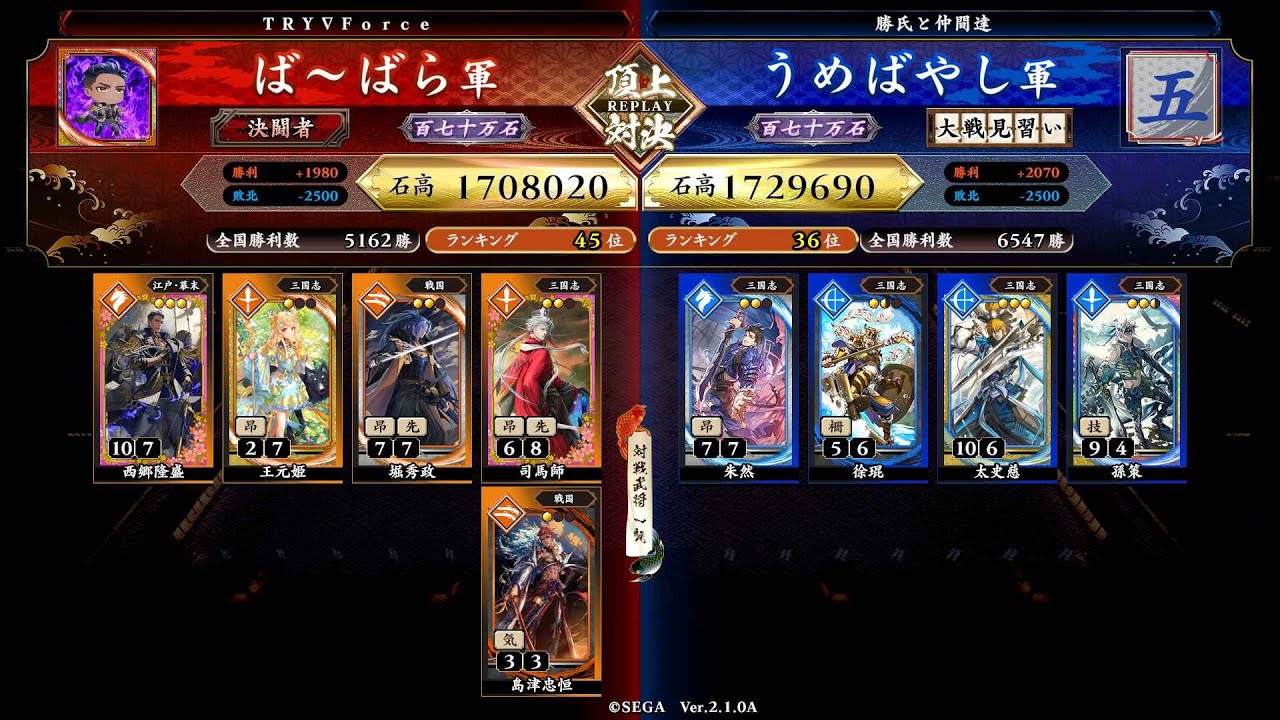 TRY∇Force
勝氏と仲間達
ば～ばら軍
頂上
REPLAY
対決
うめばやし軍
五
決闘者
百七十万石
百七十万石
大戦見習い
勝利 +1980
敗北 -2500
石高 1708020
石高 1729690
勝利 +2070
敗北 -2500
全国勝利数 5162勝
ランキング 45位
ランキング 36位
全国勝利数 6547勝
江戸・幕末
10 7
西郷隆盛
三国志
昂
2 7
王元姫
戦国
昂 先
7 7
堀秀政
三国志
昂 先
6 8
司馬師
戦国
気
3 3
島津忠恒
対戦武将一覧
三国志
昂
7 7
朱然
三国志
柵
5 6
徐琨
三国志
10 6
太史慈
三国志
技
9 4
孫策
©SEGA Ver.2.1.0A